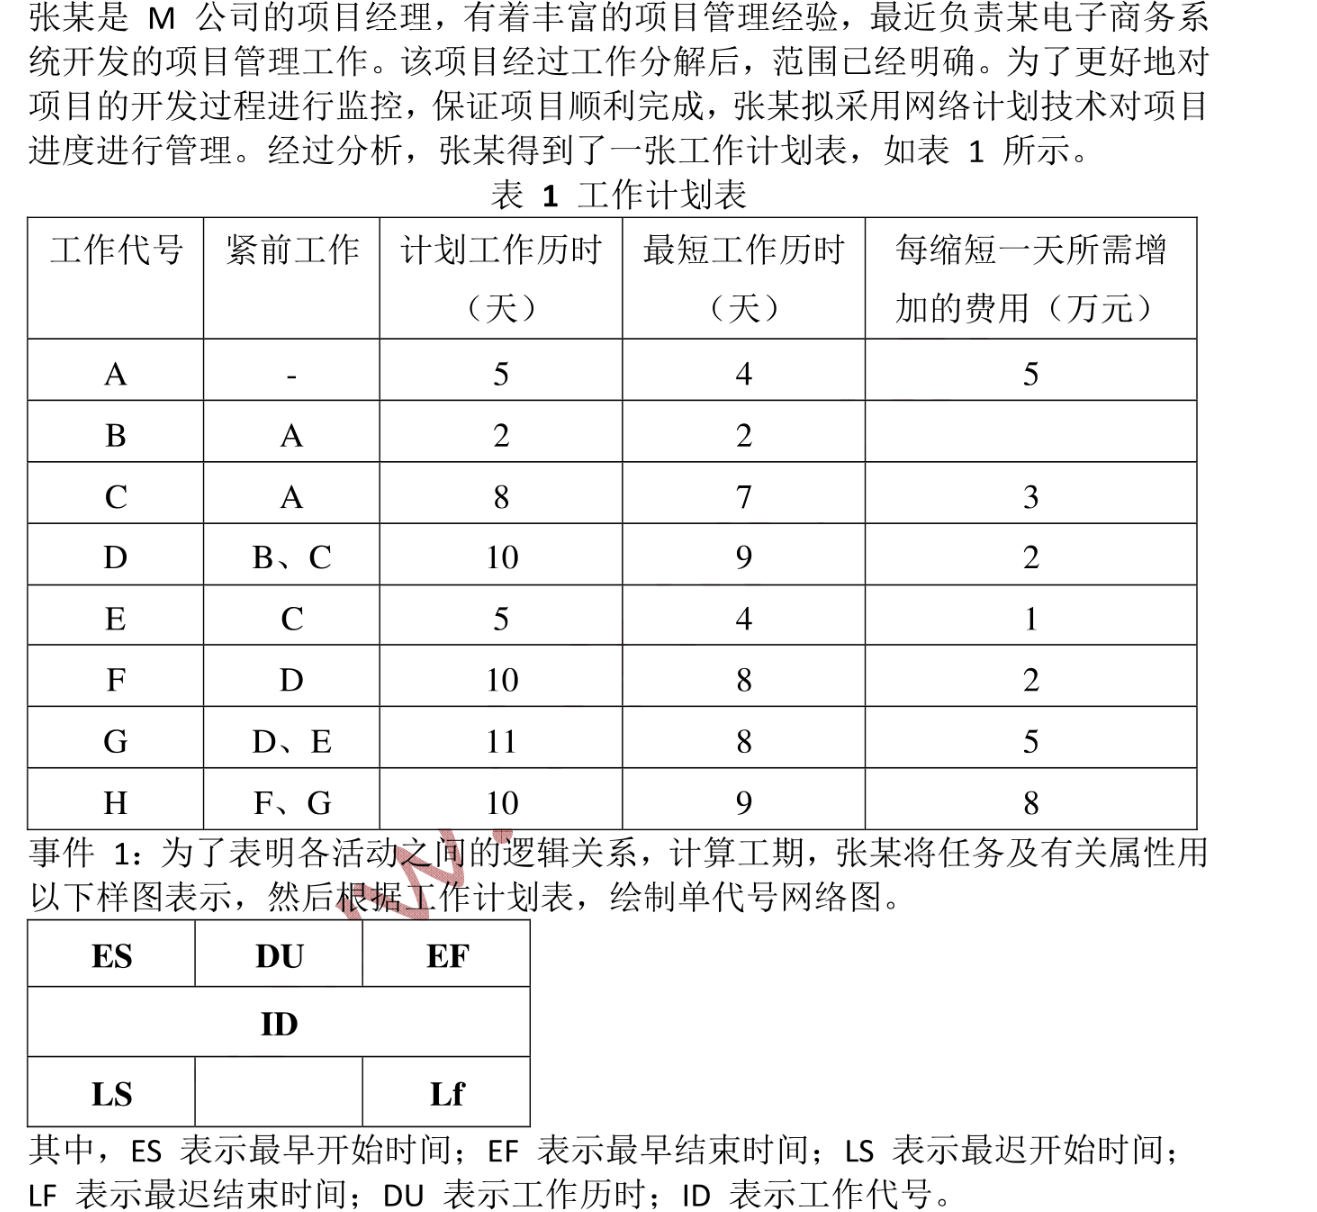 张某是 M 公司的项目经理，有着丰富的项目管理经验，最近负责某电子商务系
统开发的项目管理工作。该项目经过工作分解后，范围已经明确。为了更好地对
项目的开发过程进行监控，保证项目顺利完成，张某拟采用网络计划技术对项目
进度进行管理。经过分析，张某得到了一张工作计划表，如表 1 所示。
表 1 工作计划表
工作代号 紧前工作 计划工作历时 最短工作历时 每缩短一天所需增
（天） （天） 加的费用（万元）
A - 5 4 5
B A 2 2
C A 8 7 3
D B、C 10 9 2
E C 5 4 1
F D 10 8 2
G D、E 11 8 5
H F、G 10 9 8
事件 1：为了表明各活动之间的逻辑关系，计算工期，张某将任务及有关属性用
以下样图表示，然后根据工作计划表，绘制单代号网络图。
ES DU EF
ID
LS Lf
其中，ES 表示最早开始时间；EF 表示最早结束时间；LS 表示最迟开始时间；
LF 表示最迟结束时间；DU 表示工作历时；ID 表示工作代号。